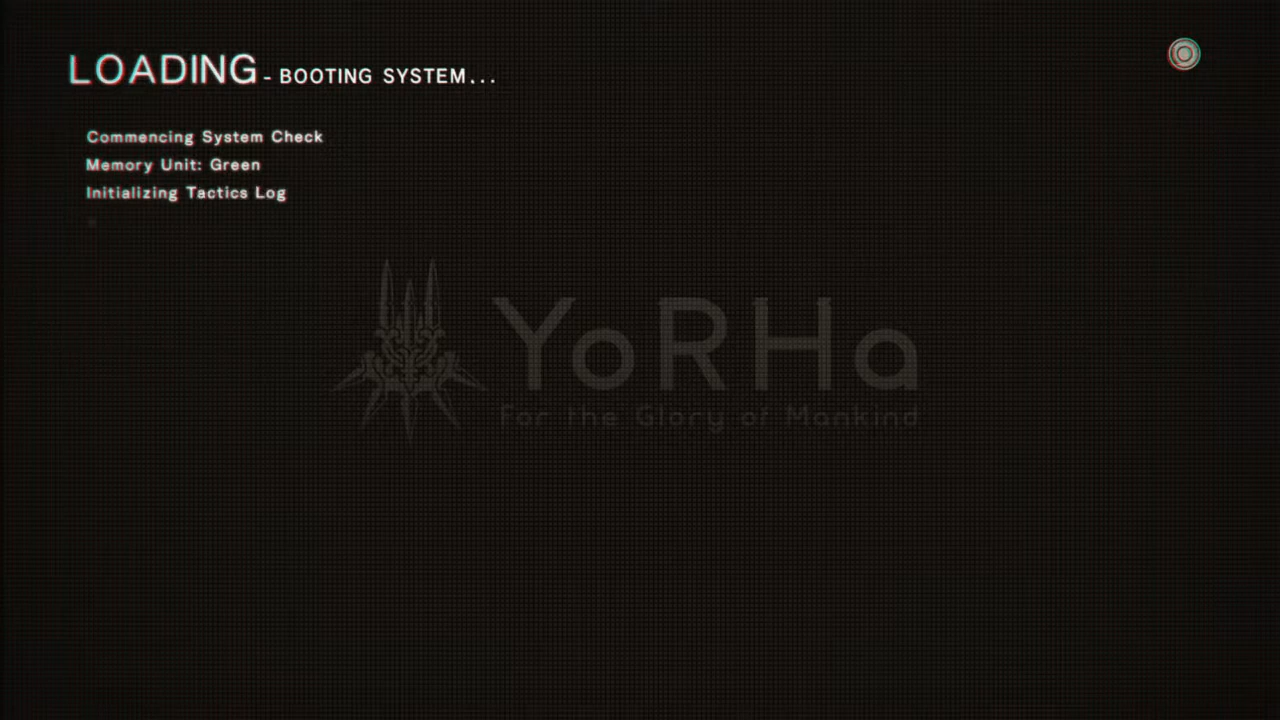 LOADING - BOOTING SYSTEM...
Commencing System Check
Memory Unit: Green
Initializing Tactics Log
YoRHa
For the Glory of Mankind